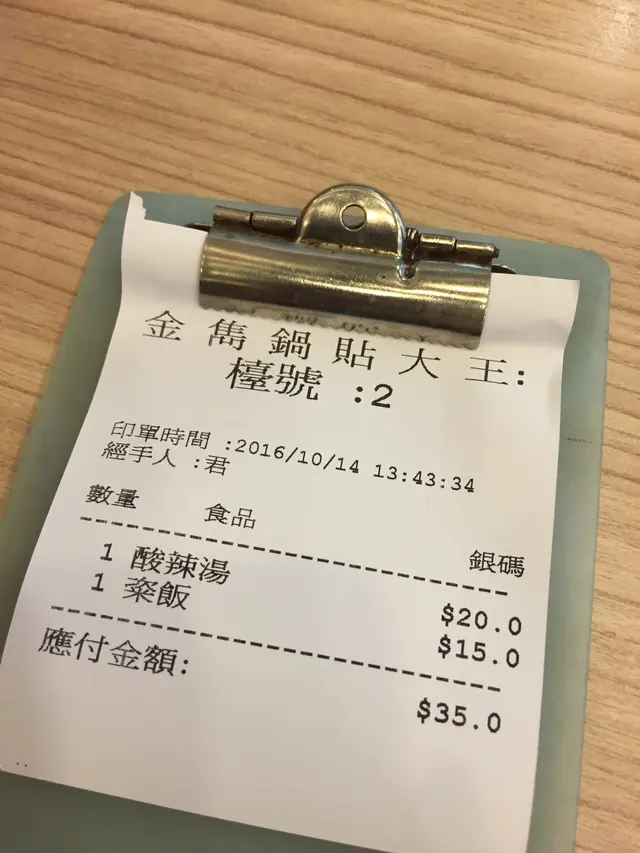 金雋鍋貼大王:
檯號 :2
印單時間 :2016/10/14 13:43:34
經手人 :君
數量 食品 銀碼
1 酸辣湯 $20.0
1 粢飯 $15.0
應付金額: $35.0